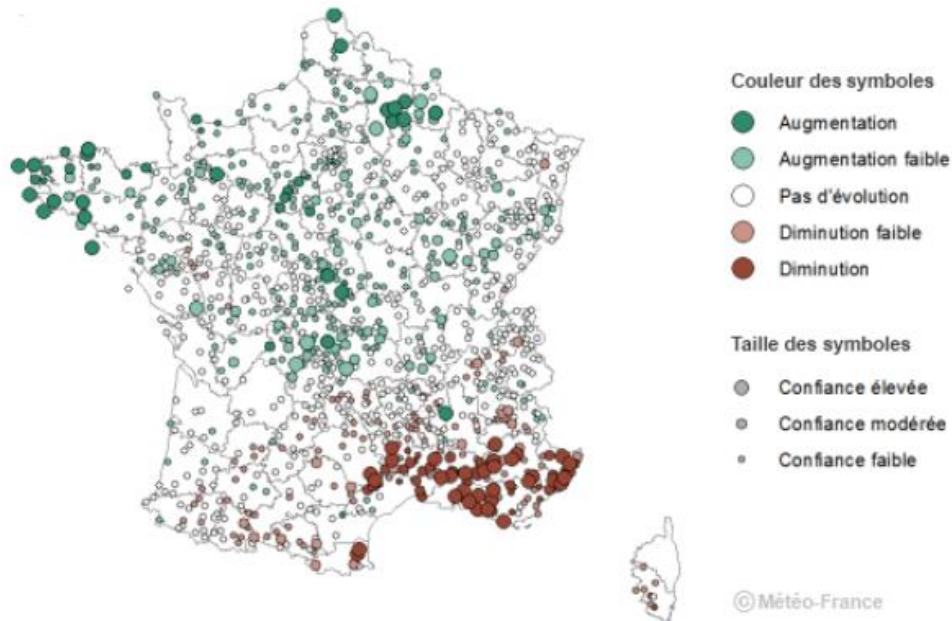 Couleur des symboles
Augmentation
Augmentation faible
Pas d'évolution
Diminution faible
Diminution
Taille des symboles
Confiance élevée
Confiance modérée
Confiance faible
©Météo-France